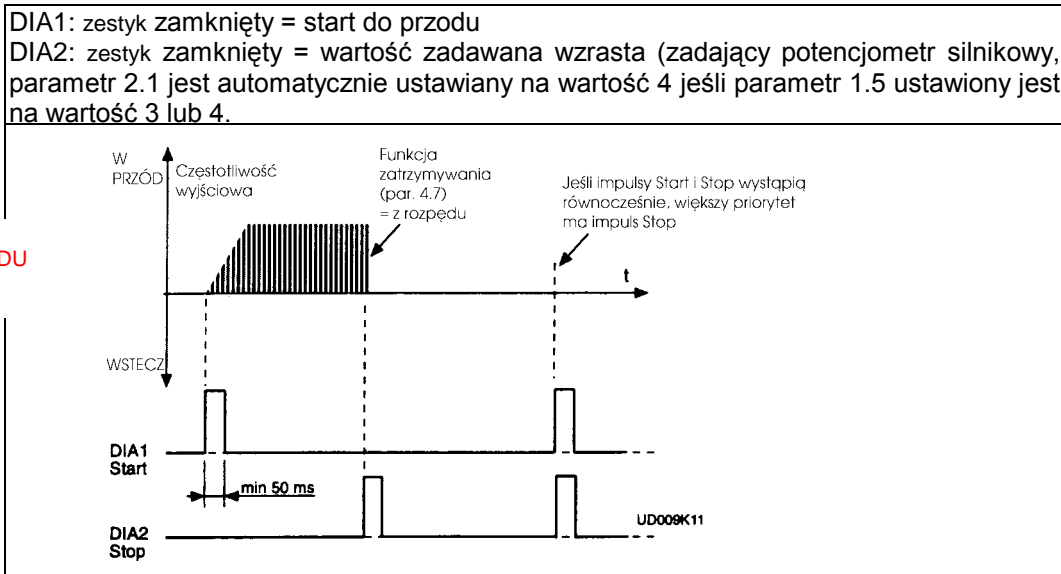 DIA1: zestyk zamknięty = start do przodu
DIA2: zestyk zamknięty = wartość zadawana wzrasta (zadający potencjometr silnikowy,
parametr 2.1 jest automatycznie ustawiany na wartość 4 jeśli parametr 1.5 ustawiony jest
na wartość 3 lub 4.
W
PRZÓD
Częstotliwość
wyjściowa
Funkcja
zatrzymywania
(par. 4.7)
= z rozpędu
Jeśli impulsy Start i Stop wystąpią
równocześnie, większy priorytet
ma impuls Stop
DU
t
WSTECZ
DIA1
Start
min 50 ms
DIA2
Stop
UD009K11